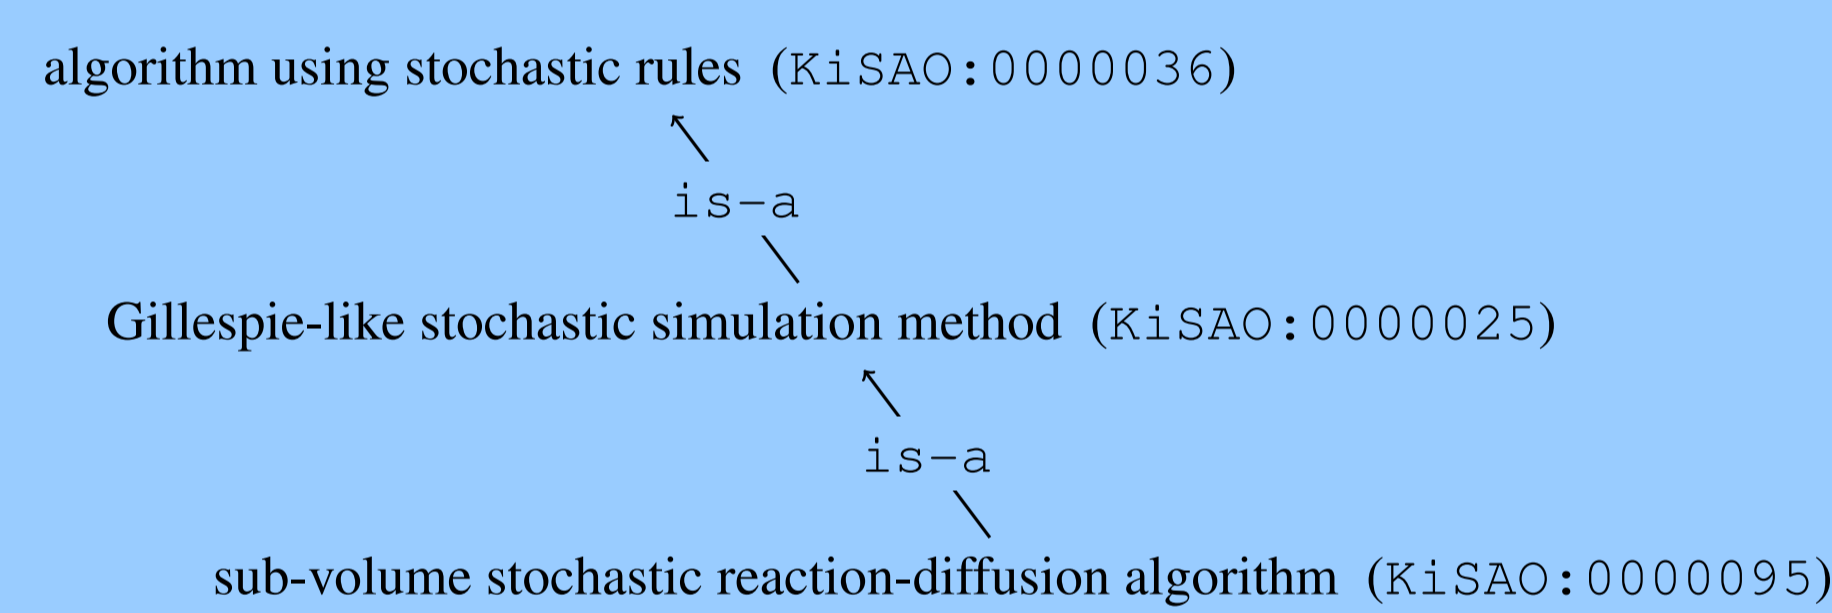 algorithm using stochastic rules (KiSAO:0000036)
is-a
Gillespie-like stochastic simulation method (KiSAO:0000025)
is-a
sub-volume stochastic reaction-diffusion algorithm (KiSAO:0000095)